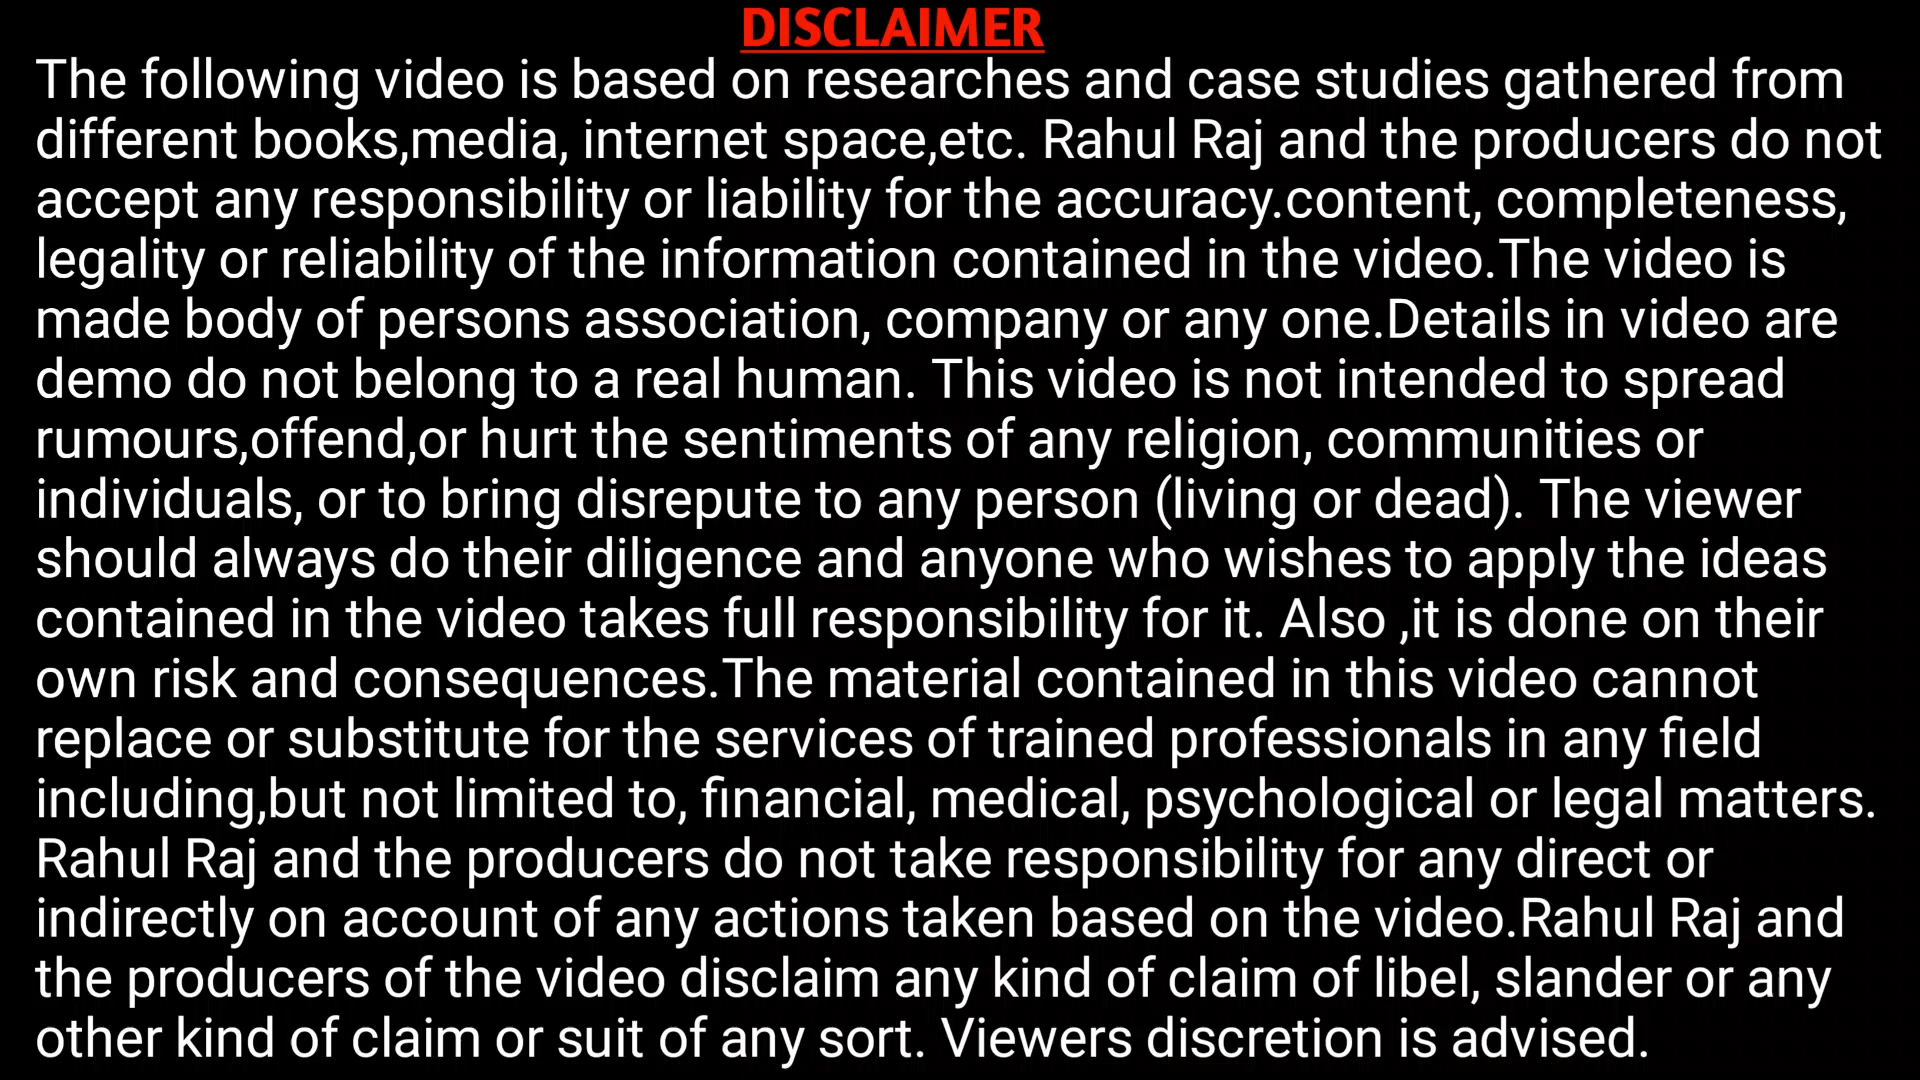 DISCLAIMER
The following video is based on researches and case studies gathered from
different books,media, internet space,etc. Rahul Raj and the producers do not
accept any responsibility or liability for the accuracy.content, completeness,
legality or reliability of the information contained in the video.The video is
made body of persons association, company or any one.Details in video are
demo do not belong to a real human. This video is not intended to spread
rumours,offend,or hurt the sentiments of any religion, communities or
individuals, or to bring disrepute to any person (living or dead). The viewer
should always do their diligence and anyone who wishes to apply the ideas
contained in the video takes full responsibility for it. Also ,it is done on their
own risk and consequences.The material contained in this video cannot
replace or substitute for the services of trained professionals in any field
including,but not limited to, financial, medical, psychological or legal matters.
Rahul Raj and the producers do not take responsibility for any direct or
indirectly on account of any actions taken based on the video.Rahul Raj and
the producers of the video disclaim any kind of claim of libel, slander or any
other kind of claim or suit of any sort. Viewers discretion is advised.